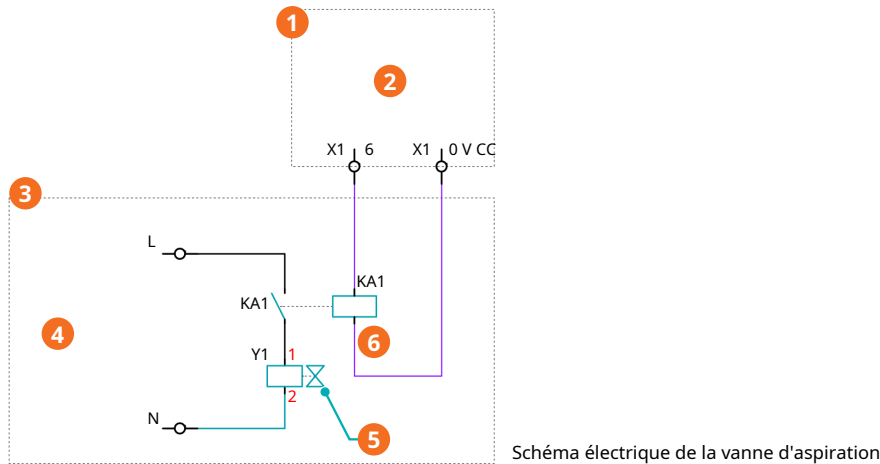 1
2
X1 6 X1 0 V CC
3
L
KA1
KA1
4
6
Y1 1
2
N
5
Schéma électrique de la vanne d'aspiration